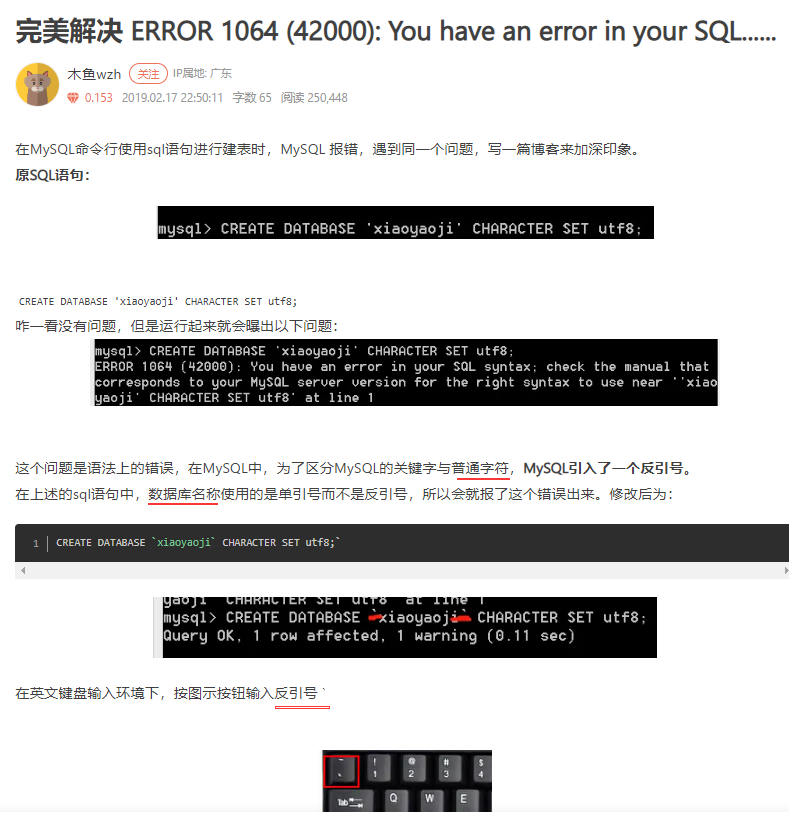 完美解决 ERROR 1064 (42000): You have an error in your SQL......
木鱼wzh 关注 IP属地: 广东
0.153 2019.02.17 22:50:11 字数 65 阅读 250,448
在MySQL命令行使用sql语句进行建表时，MySQL 报错，遇到同一个问题，写一篇博客来加深印象。
原SQL语句：
mysql> CREATE DATABASE 'xiaoyaoji' CHARACTER SET utf8;
CREATE DATABASE 'xiaoyaoji' CHARACTER SET utf8;
咋一看没有问题，但是运行起来就会曝出以下问题：
mysql> CREATE DATABASE 'xiaoyaoji' CHARACTER SET utf8;
ERROR 1064 (42000): You have an error in your SQL syntax; check the manual that
corresponds to your MySQL server version for the right syntax to use near ''xiao
yaoji' CHARACTER SET utf8' at line 1
这个问题是语法上的错误，在MySQL中，为了区分MySQL的关键字与普通字符，MySQL引入了一个反引号。
在上述的sql语句中，数据库名称使用的是单引号而不是反引号，所以会就报了这个错误出来。修改后为：
1 CREATE DATABASE `xiaoyaoji` CHARACTER SET utf8;`
yaoji' CHARACTER SET utf8' at line 1
mysql> CREATE DATABASE `xiaoyaoji` CHARACTER SET utf8;
Query OK, 1 row affected, 1 warning (0.11 sec)
在英文键盘输入环境下，按图示按钮输入反引号 `
~ ! @ # $
` 1 2 3 4
Tab Q W E